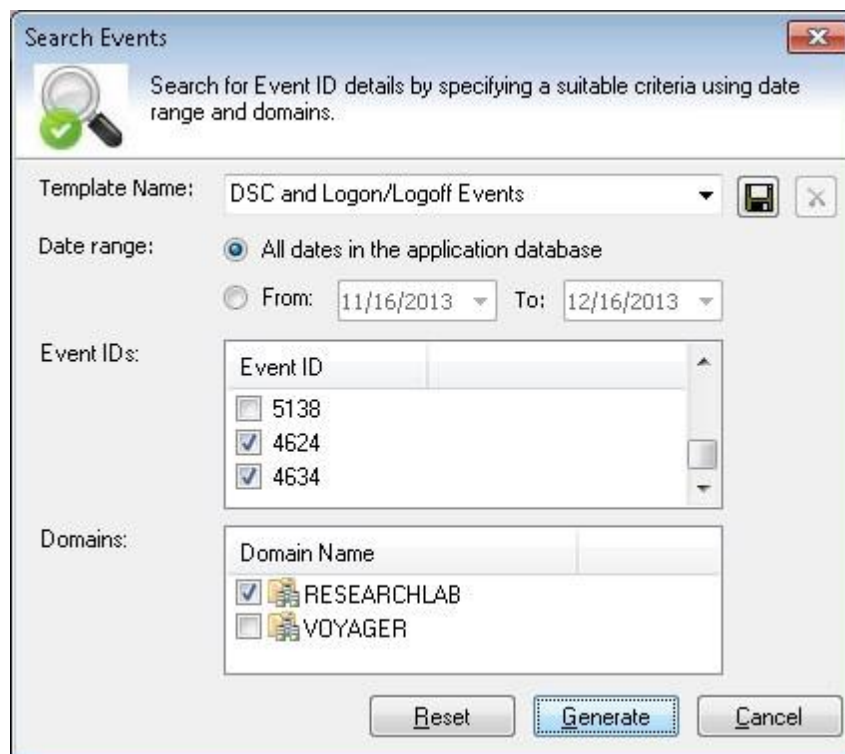 Search Events
Search for Event ID details by specifying a suitable criteria using date
range and domains.
Template Name: DSC and Logon/Logoff Events
Date range: All dates in the application database
From: 11/16/2013 To: 12/16/2013
Event IDs:
Event ID
5138
4624
4634
Domains:
Domain Name
RESEARCHLAB
VOYAGER
Reset Generate Cancel